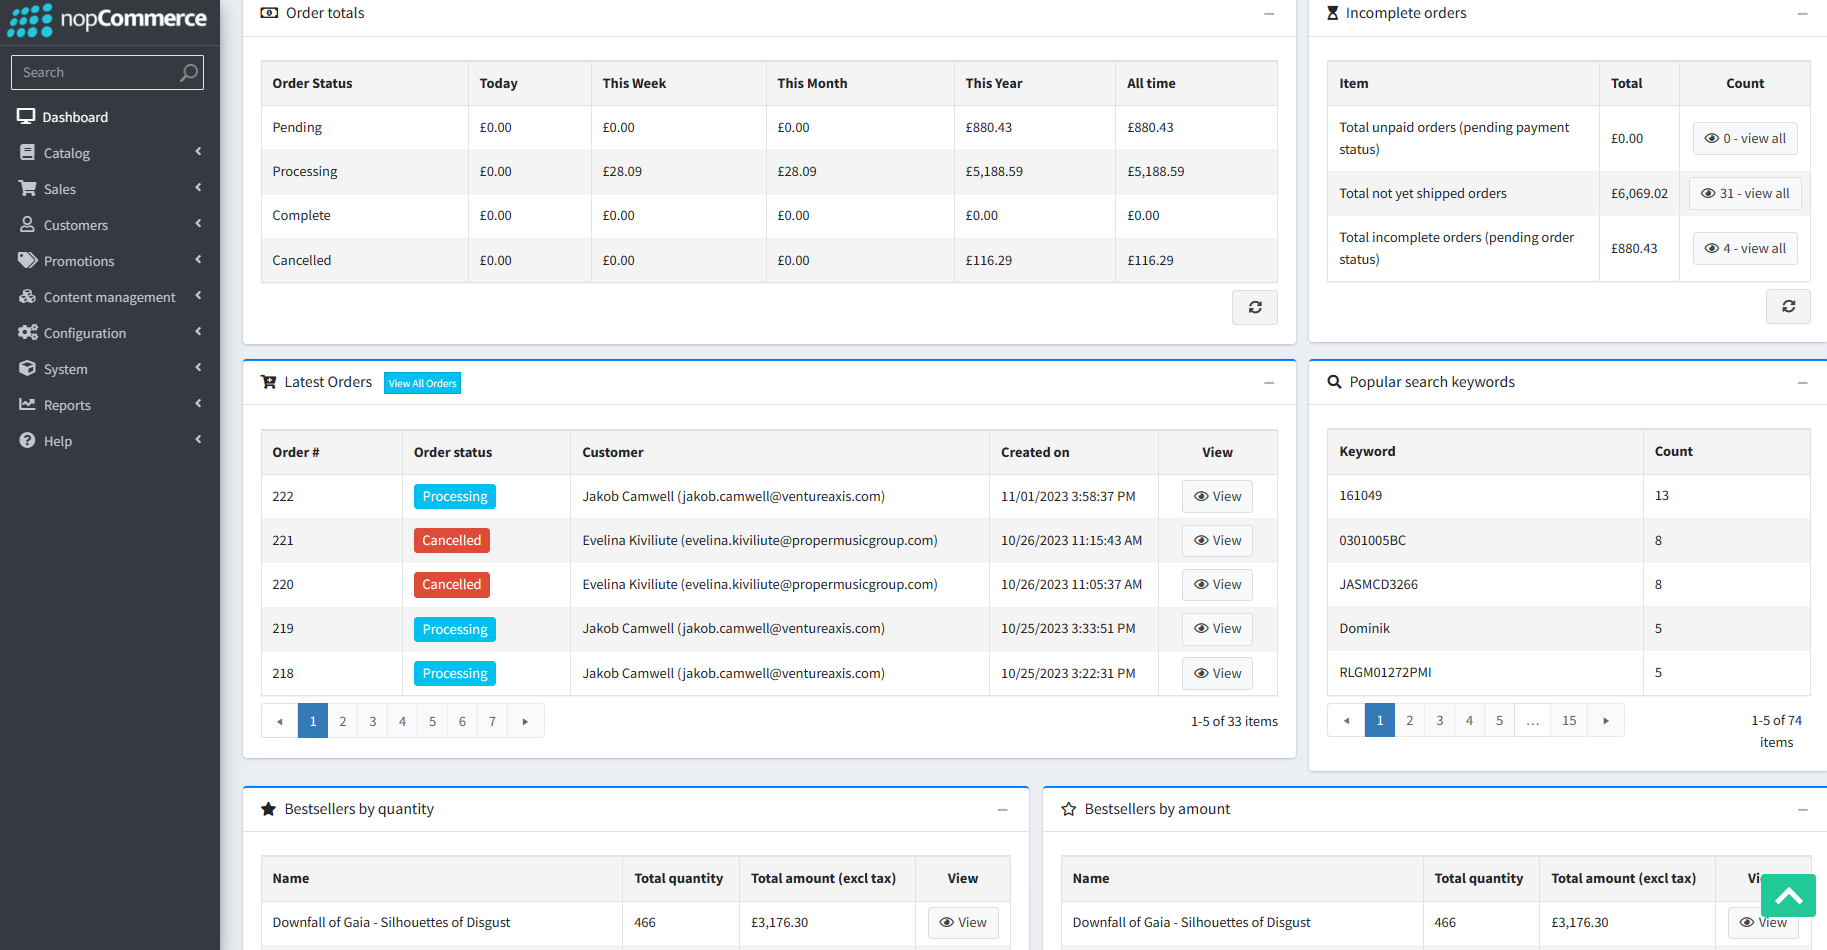 nopCommerce
Search
Dashboard
Catalog
Sales
Customers
Promotions
Content management
Configuration
System
Reports
Help
Order totals
Order Status Today This Week This Month This Year All time
Pending £0.00 £0.00 £0.00 £880.43 £880.43
Processing £0.00 £28.09 £28.09 £5,188.59 £5,188.59
Complete £0.00 £0.00 £0.00 £0.00 £0.00
Cancelled £0.00 £0.00 £0.00 £116.29 £116.29
Incomplete orders
Item Total Count
Total unpaid orders (pending payment
status) £0.00 0 - view all
Total not yet shipped orders £6,069.02 31 - view all
Total incomplete orders (pending order
status) £880.43 4 - view all
Latest Orders View All Orders
Order # Order status Customer Created on View
222 Processing Jakob Camwell (jakob.camwell@ventureaxis.com) 11/01/2023 3:58:37 PM View
221 Cancelled Evelina Kiviliute (evelina.kiviliute@propermusicgroup.com) 10/26/2023 11:15:43 AM View
220 Cancelled Evelina Kiviliute (evelina.kiviliute@propermusicgroup.com) 10/26/2023 11:05:37 AM View
219 Processing Jakob Camwell (jakob.camwell@ventureaxis.com) 10/25/2023 3:33:51 PM View
218 Processing Jakob Camwell (jakob.camwell@ventureaxis.com) 10/25/2023 3:22:31 PM View
1 2 3 4 5 6 7 1-5 of 33 items
Popular search keywords
Keyword Count
161049 13
0301005BC 8
JASMCD3266 8
Dominik 5
RLGM01272PMI 5
1 2 3 4 5 ... 15 1-5 of 74
items
Bestsellers by quantity
Name Total quantity Total amount (excl tax) View
Downfall of Gaia - Silhouettes of Disgust 466 £3,176.30 View
Bestsellers by amount
Name Total quantity Total amount (excl tax) Vi
Downfall of Gaia - Silhouettes of Disgust 466 £3,176.30 View